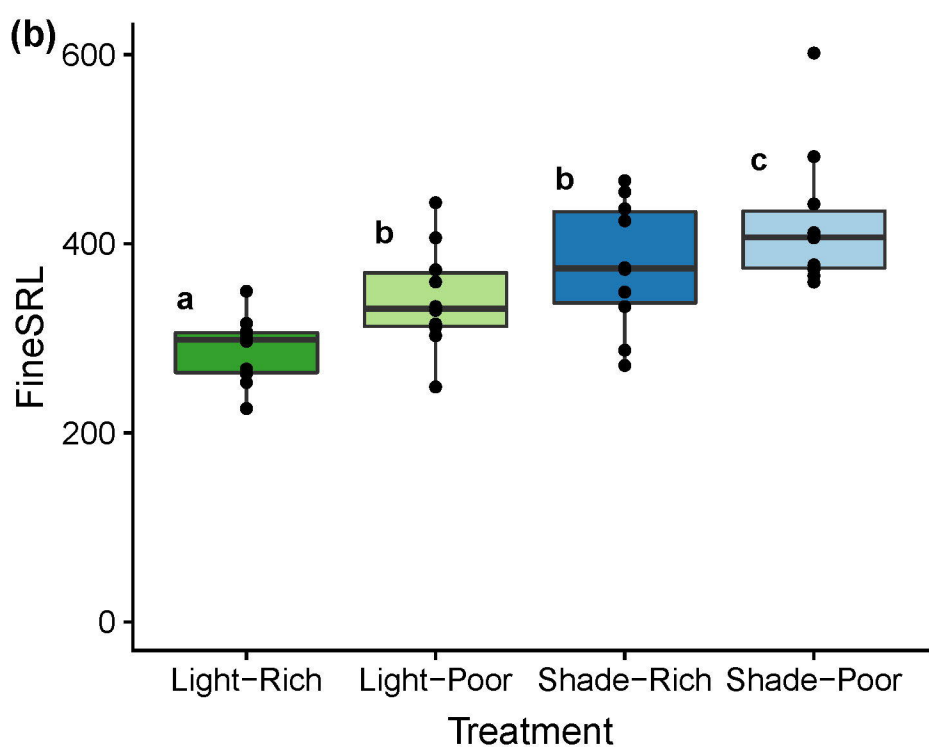 (b)
600
400
200
0
FineSRL
a
b
b
c
Light−Rich
Light−Poor
Shade−Rich
Shade−Poor
Treatment